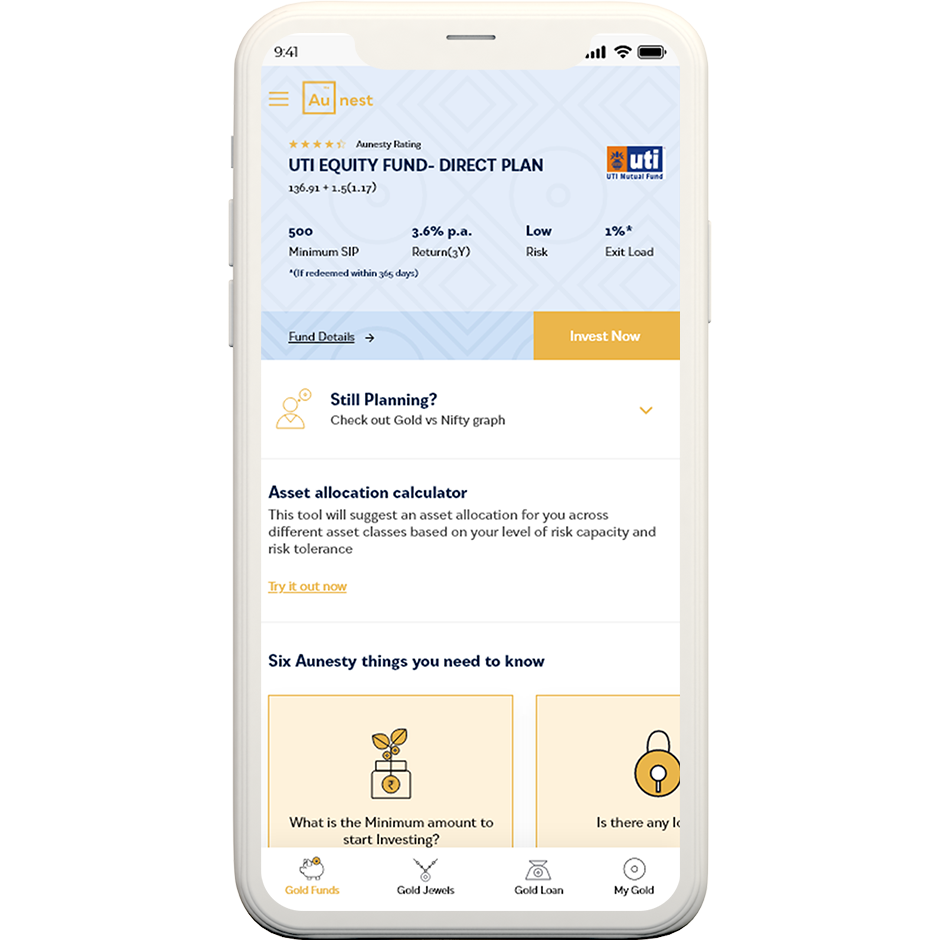 9:41
Au nest
Aunesty Rating
UTI EQUITY FUND- DIRECT PLAN
uti
UTI Mutual Fund
136.91 + 1.5(1.17)
500 3.6% p.a. Low 1%*
Minimum SIP Return(3Y) Risk Exit Load
*(If redeemed within 365 days)
Fund Details → Invest Now
Still Planning?
Check out Gold vs Nifty graph
Asset allocation calculator
This tool will suggest an asset allocation for you across
different asset classes based on your level of risk capacity and
risk tolerance
Try it out now
Six Aunesty things you need to know
₹
What is the Minimum amount to
start Investing?
Is there any
Gold Funds Gold Jewels Gold Loan My Gold